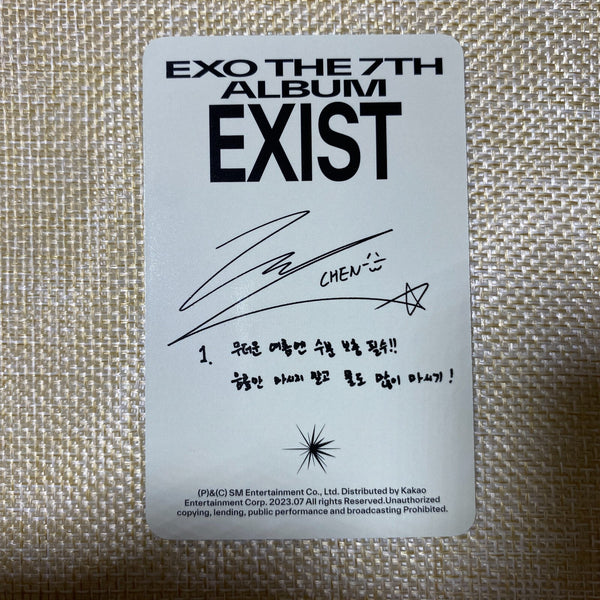 EXO THE 7TH
ALBUM
EXIST
CHEN
1. 무더운 여름엔 수분 보충 필수!!
음료만 마시지 말고 물도 많이 마시기!
(P)&(C) SM Entertainment Co., Ltd. Distributed by Kakao
Entertainment Corp. 2023.07 All rights Reserved.Unauthorized
copying, lending, public performance and broadcasting Prohibited.